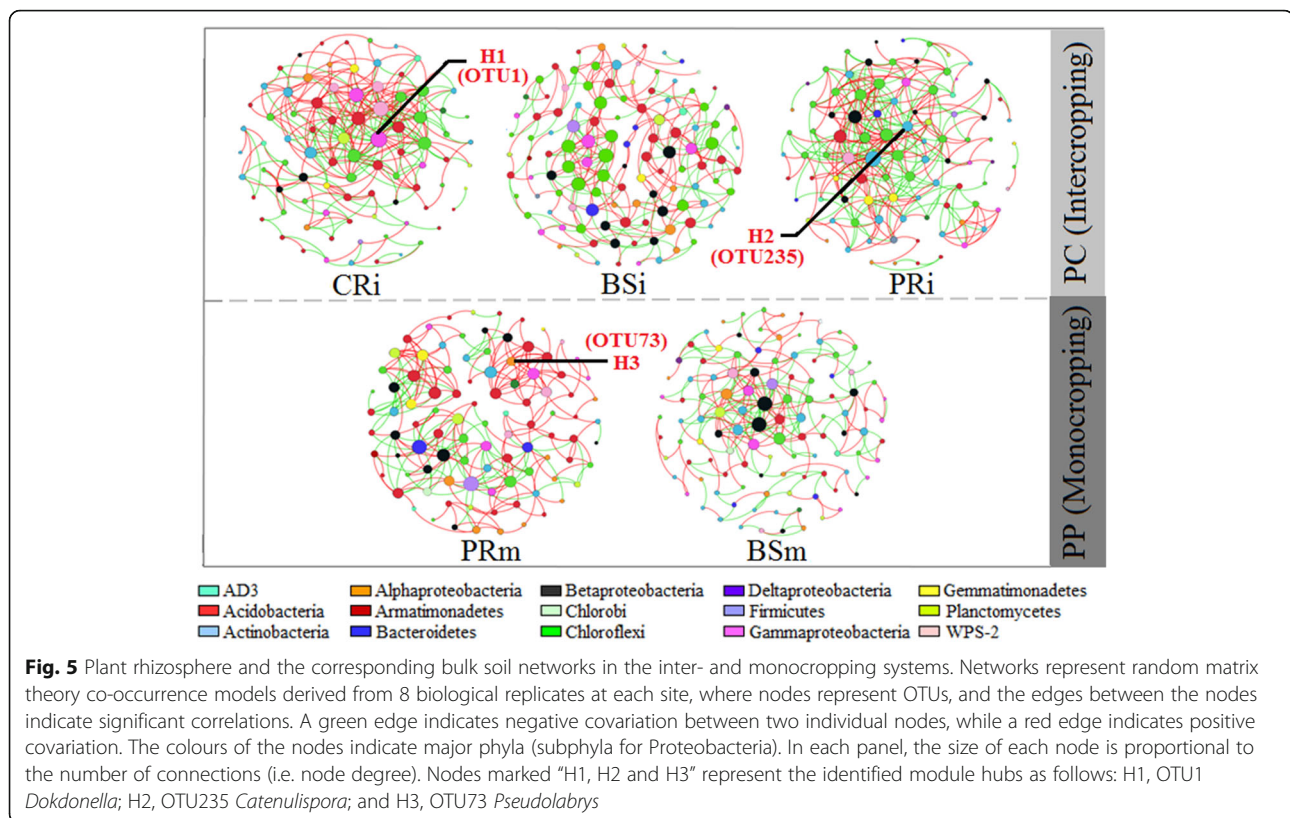 H1
(OTU1)
H2
(OTU235)
CRi
BSi
PRi
PC (Intercropping)
(OTU73)
H3
PRm
BSm
PP (Monocropping)
AD3
Alphaproteobacteria
Betaproteobacteria
Deltaproteobacteria
Gemmatimonadetes
Acidobacteria
Armatimonadetes
Chlorobi
Firmicutes
Planctomycetes
Actinobacteria
Bacteroidetes
Chloroflexi
Gammaproteobacteria
WPS-2
Fig. 5 Plant rhizosphere and the corresponding bulk soil networks in the inter- and monocropping systems. Networks represent random matrix
theory co-occurrence models derived from 8 biological replicates at each site, where nodes represent OTUs, and the edges between the nodes
indicate significant correlations. A green edge indicates negative covariation between two individual nodes, while a red edge indicates positive
covariation. The colours of the nodes indicate major phyla (subphyla for Proteobacteria). In each panel, the size of each node is proportional to
the number of connections (i.e. node degree). Nodes marked “H1, H2 and H3” represent the identified module hubs as follows: H1, OTU1
Dokdonella; H2, OTU235 Catenulispora; and H3, OTU73 Pseudolabrys